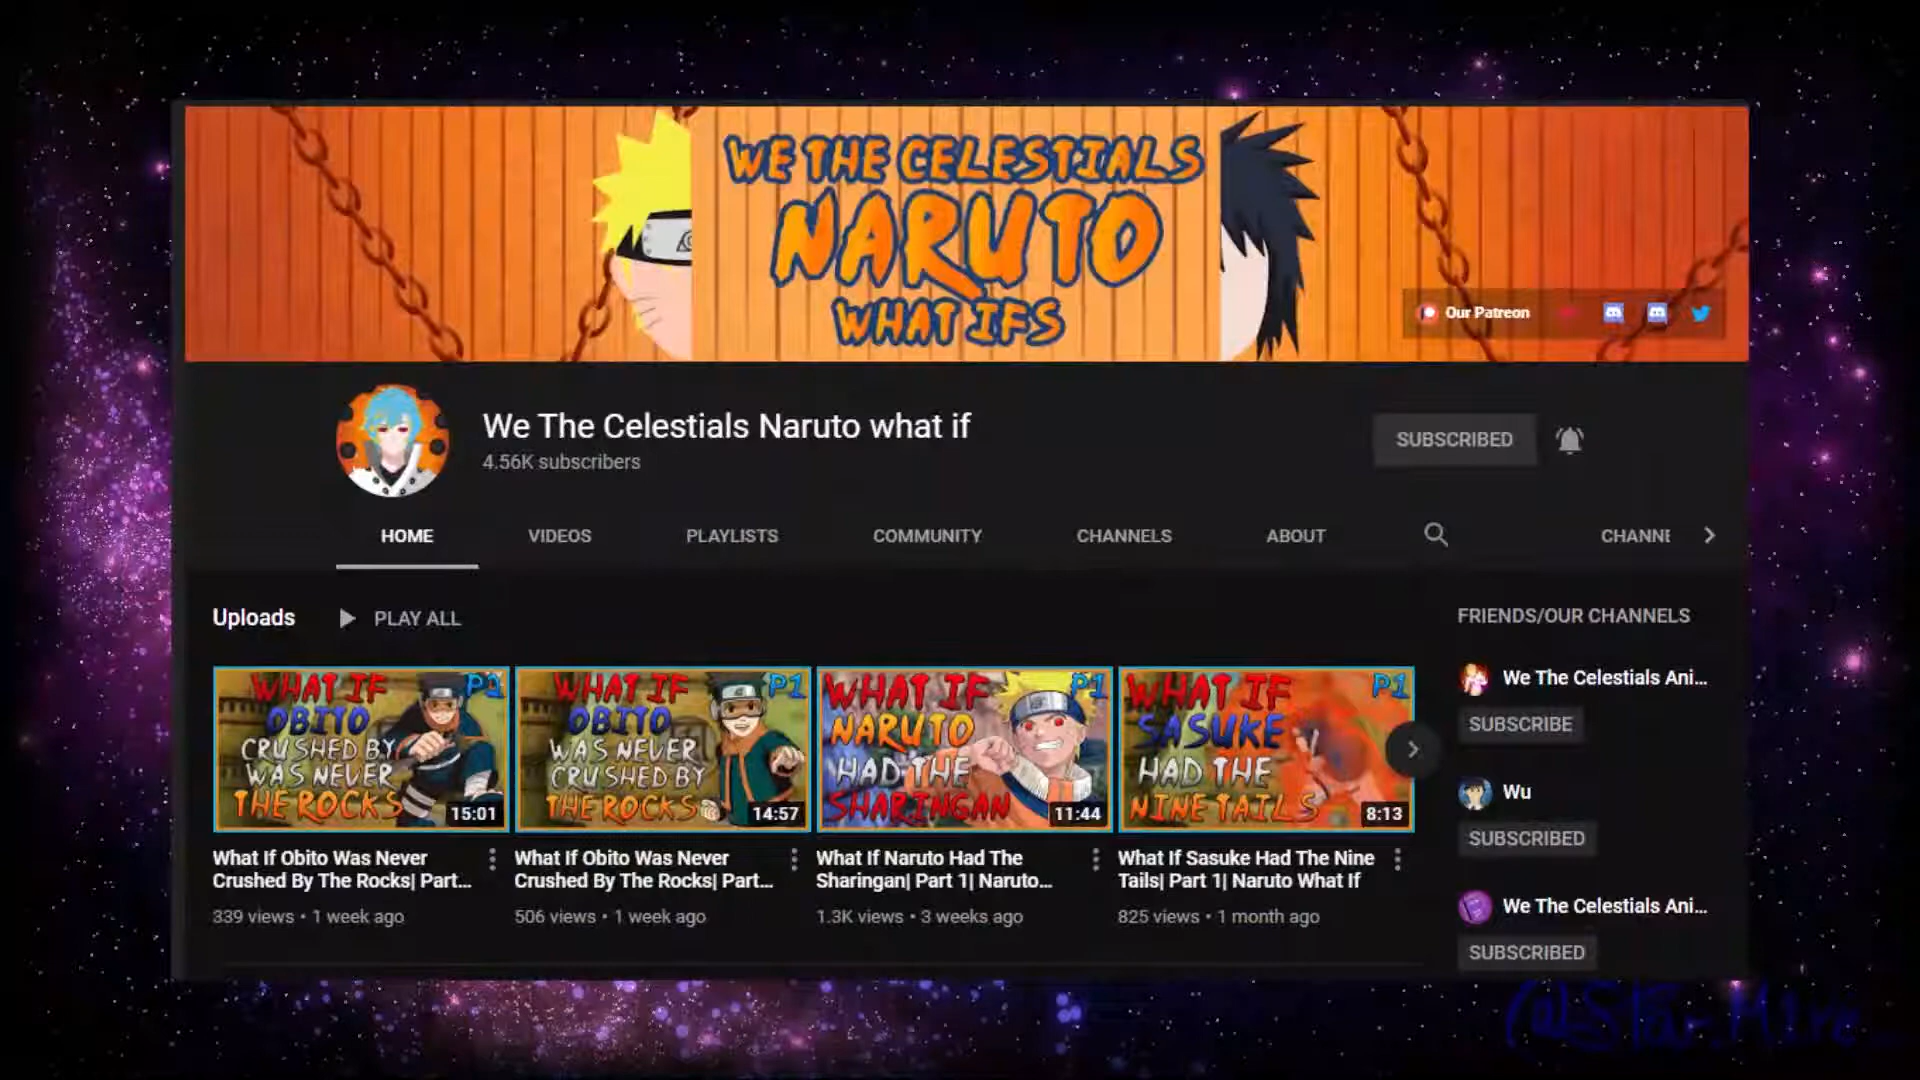 WE THE CELESTIALS
NARUTO
WHAT IFS
Our Patreon
We The Celestials Naruto what if
4.56K subscribers
SUBSCRIBED
HOME
VIDEOS
PLAYLISTS
COMMUNITY
CHANNELS
ABOUT
CHANNE
Uploads
PLAY ALL
FRIENDS/OUR CHANNELS
WHAT IF
P1
OBITO
CRUSHED BY
WAS NEVER
THE ROCKS
15:01
What If Obito Was Never
Crushed By The Rocks| Part...
339 views • 1 week ago
WHAT IF
P1
OBITO
WAS NEVER
CRUSHED BY
THE ROCKS
14:57
What If Obito Was Never
Crushed By The Rocks| Part...
506 views • 1 week ago
WHAT IF
P1
NARUTO
HAD THE
SHARINGAN
11:44
What If Naruto Had The
Sharingan| Part 1| Naruto...
1.3K views • 3 weeks ago
WHAT IF
P1
SASUKE
HAD THE
NINE TAILS
8:13
What If Sasuke Had The Nine
Tails| Part 1| Naruto What If
825 views • 1 month ago
We The Celestials Ani...
SUBSCRIBE
Wu
SUBSCRIBED
We The Celestials Ani...
SUBSCRIBED